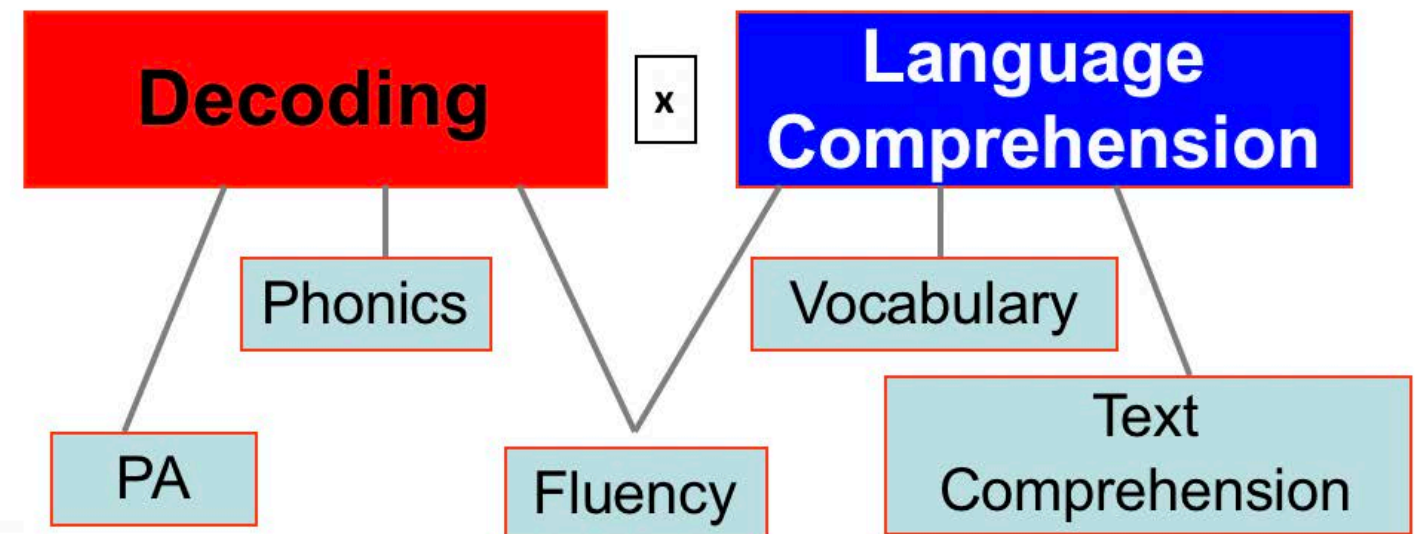 Decoding
x
Language
Comprehension
Phonics
Vocabulary
PA
Fluency
Text
Comprehension